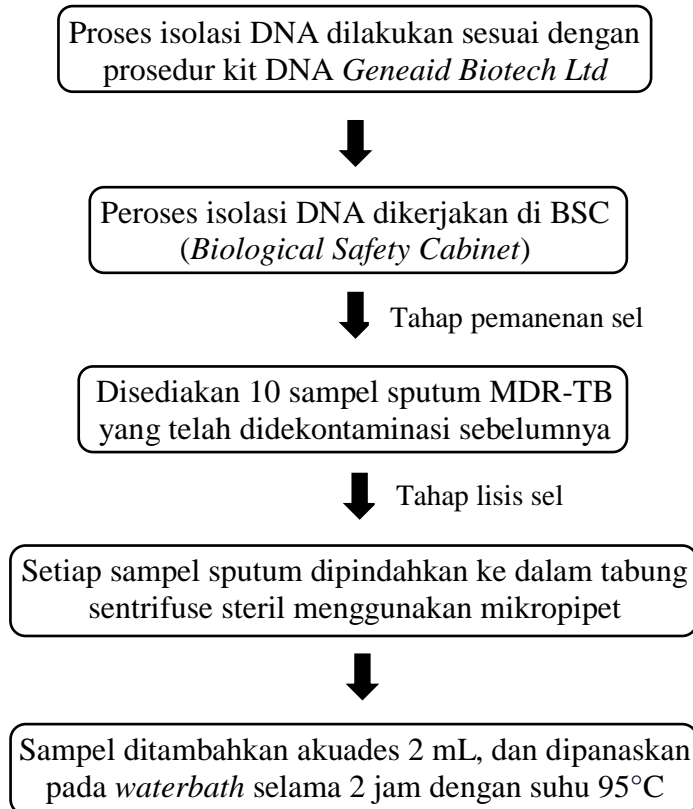 Proses isolasi DNA dilakukan sesuai dengan
prosedur kit DNA Geneaid Biotech Ltd
Peroses isolasi DNA dikerjakan di BSC
(Biological Safety Cabinet)
Tahap pemanenan sel
Disediakan 10 sampel sputum MDR-TB
yang telah didekontaminasi sebelumnya
Tahap lisis sel
Setiap sampel sputum dipindahkan ke dalam tabung
sentrifuse steril menggunakan mikropipet
Sampel ditambahkan akuades 2 mL, dan dipanaskan
pada waterbath selama 2 jam dengan suhu 95°C